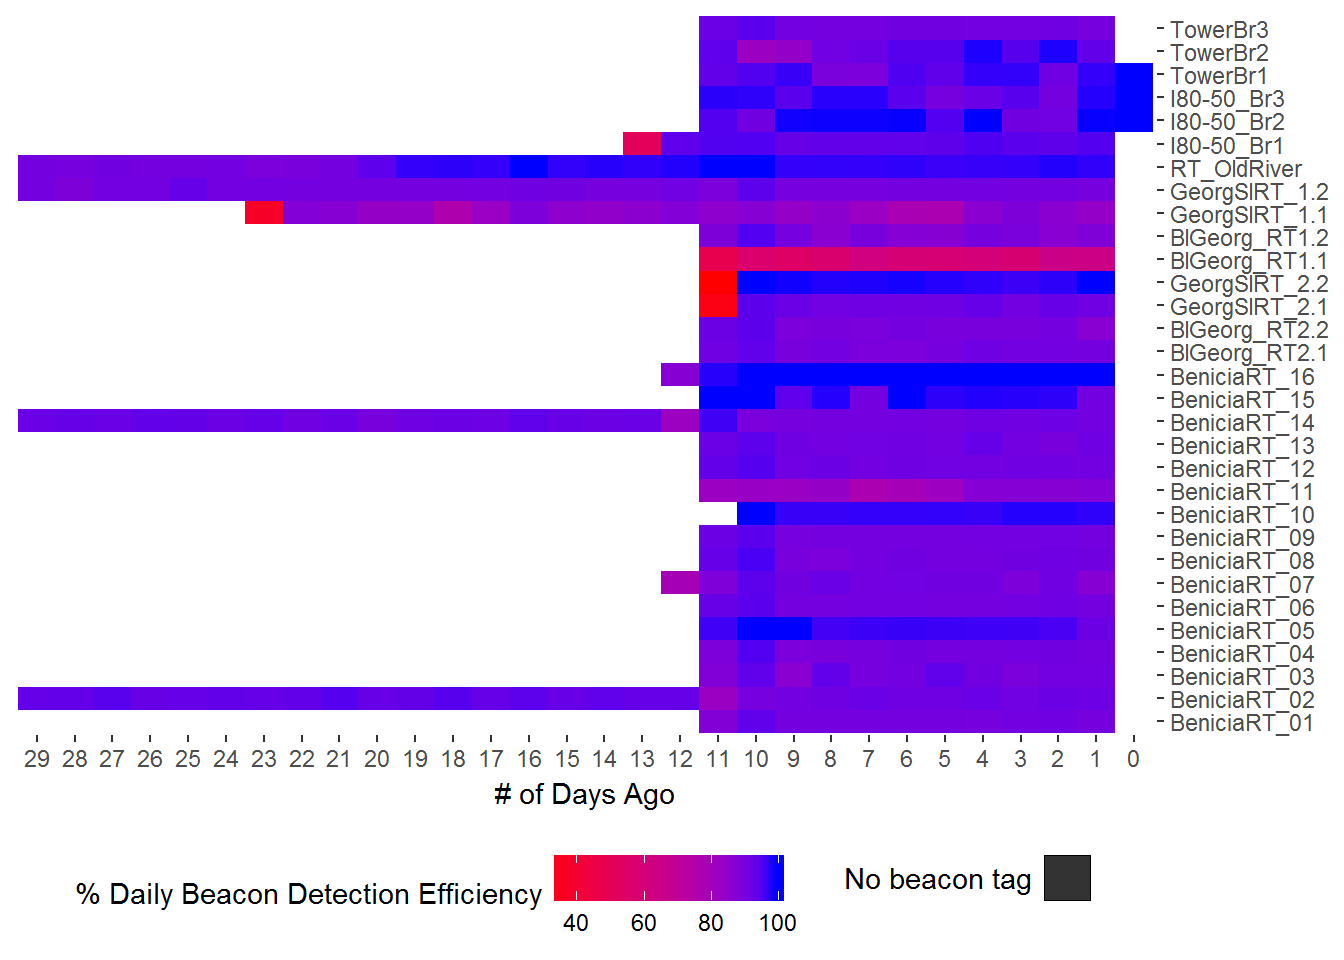 TowerBr3
TowerBr2
TowerBr1
I80-50_Br3
I80-50_Br2
I80-50_Br1
RT_OldRiver
GeorgSlRT_1.2
GeorgSlRT_1.1
BlGeorg_RT1.2
BlGeorg_RT1.1
GeorgSlRT_2.2
GeorgSlRT_2.1
BlGeorg_RT2.2
BlGeorg_RT2.1
BeniciaRT_16
BeniciaRT_15
BeniciaRT_14
BeniciaRT_13
BeniciaRT_12
BeniciaRT_11
BeniciaRT_10
BeniciaRT_09
BeniciaRT_08
BeniciaRT_07
BeniciaRT_06
BeniciaRT_05
BeniciaRT_04
BeniciaRT_03
BeniciaRT_02
BeniciaRT_01
29 28 27 26 25 24 23 22 21 20 19 18 17 16 15 14 13 12 11 10 9 8 7 6 5 4 3 2 1 0
# of Days Ago
% Daily Beacon Detection Efficiency
40 60 80 100
No beacon tag